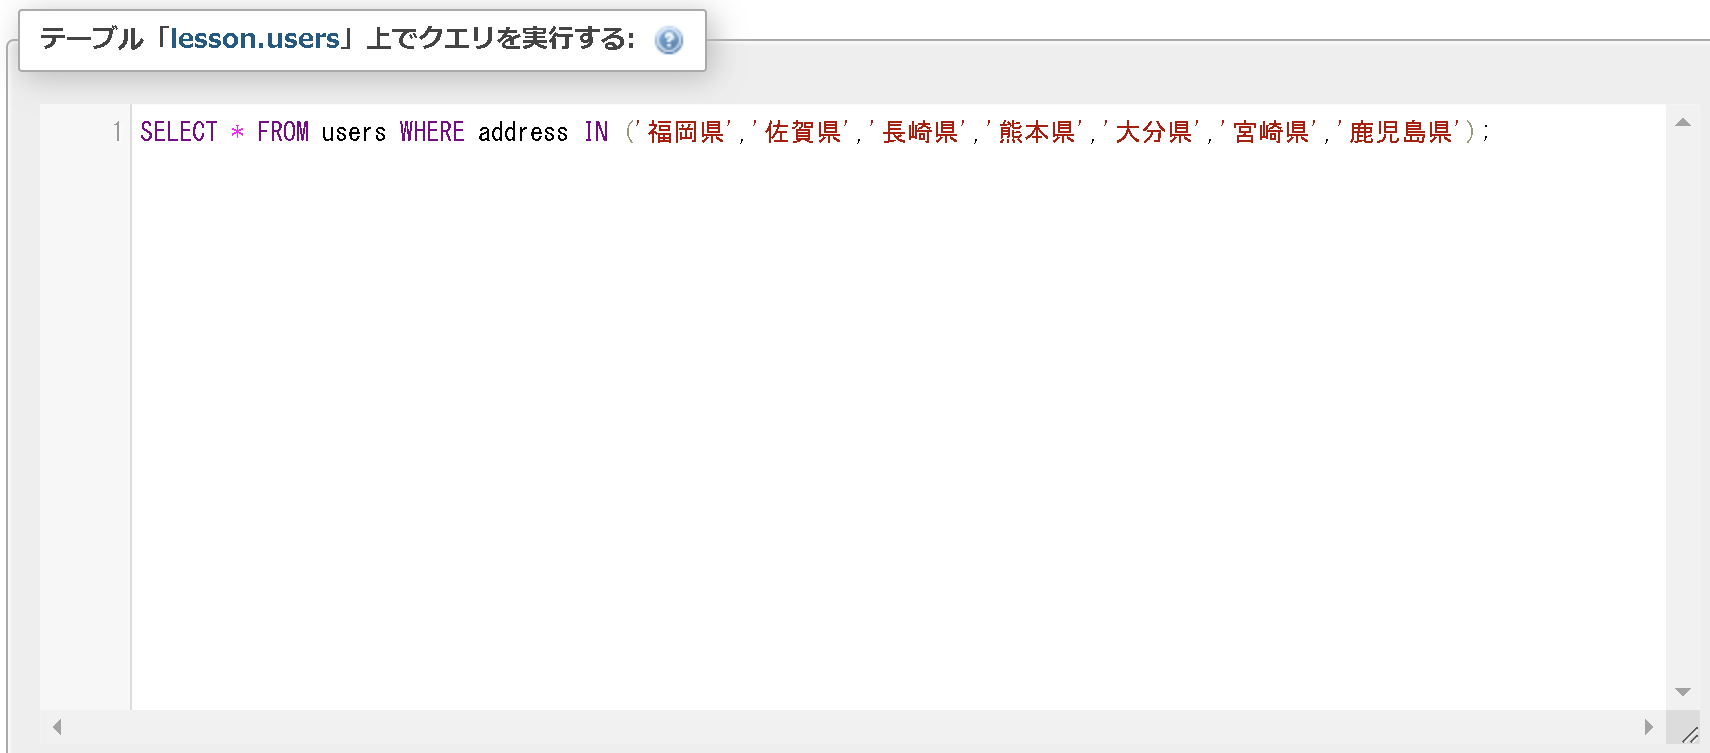 テーブル「lesson.users」上でクエリを実行する:
1 SELECT * FROM users WHERE address IN ('福岡県','佐賀県','長崎県','熊本県','大分県','宮崎県','鹿児島県');